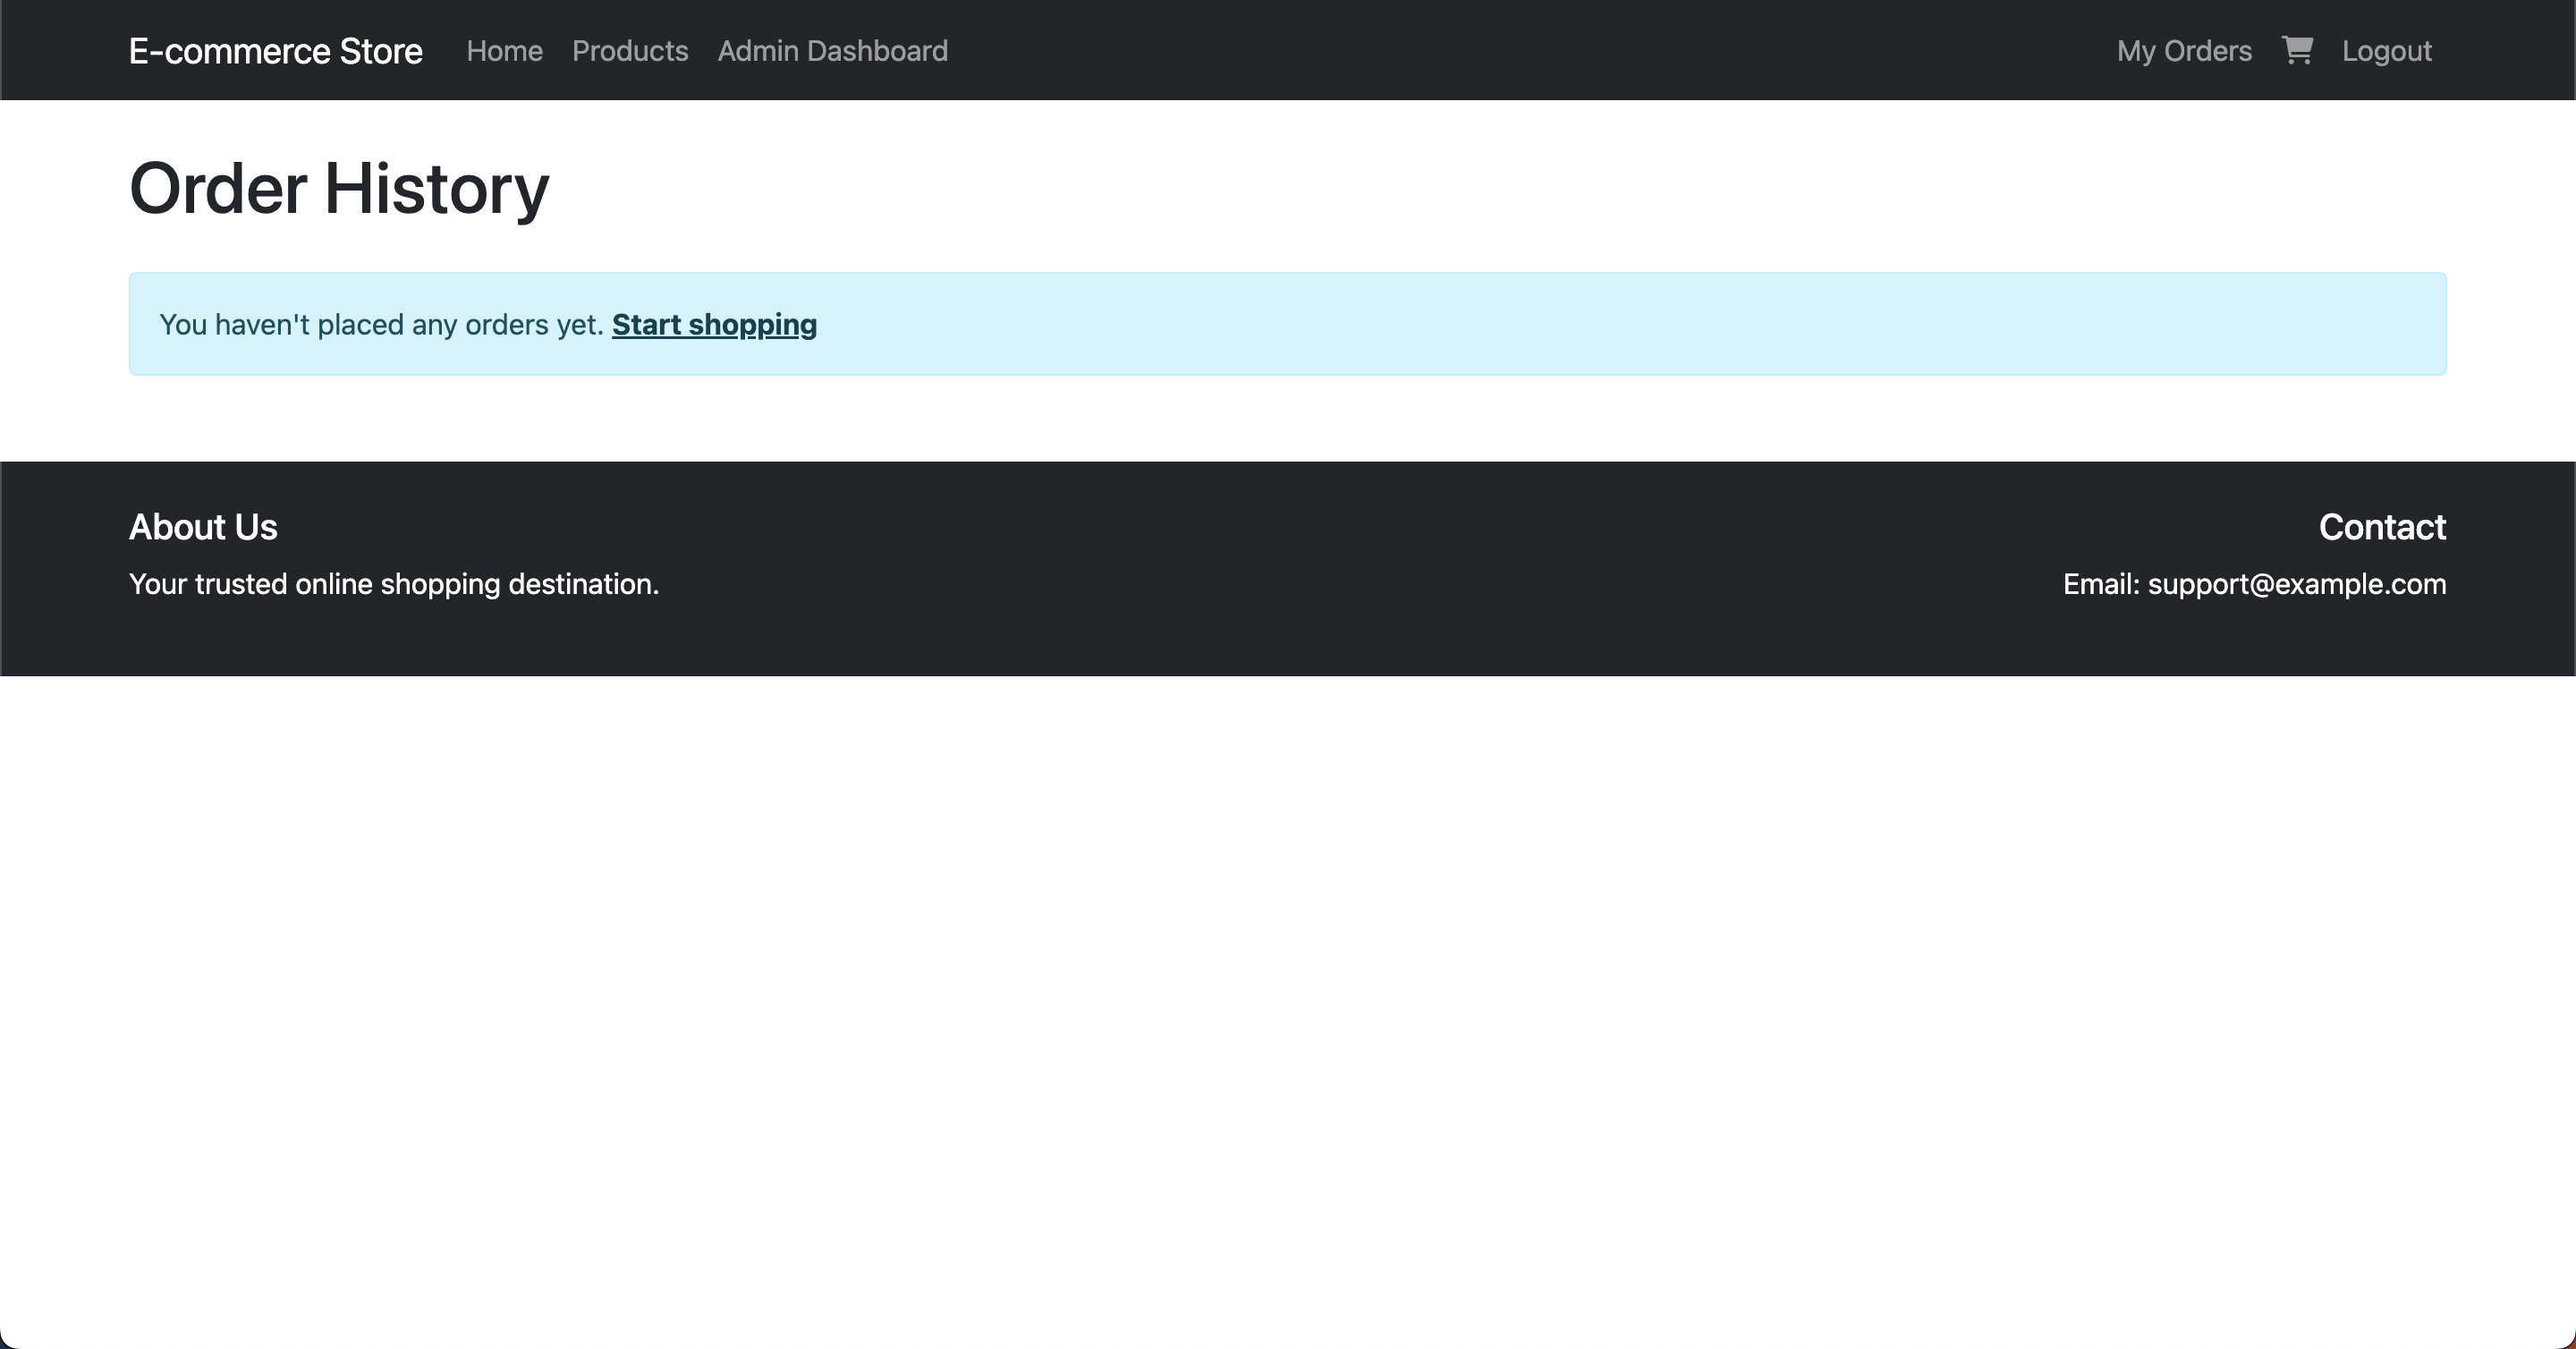 E-commerce Store Home Products Admin Dashboard My Orders Logout
Order History
You haven't placed any orders yet. Start shopping
About Us Contact
Your trusted online shopping destination. Email: support@example.com